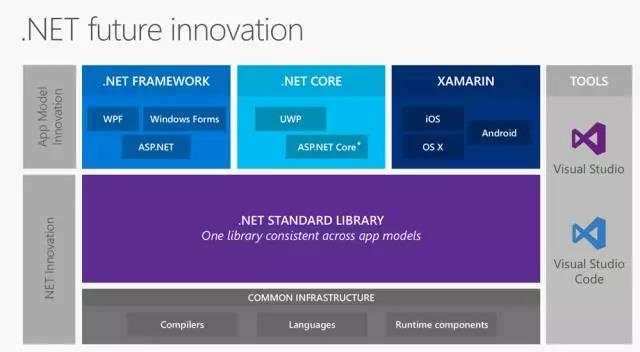 .NET future innovation
App Model
Innovation
.NET FRAMEWORK
WPF
Windows Forms
ASP.NET
.NET CORE
UWP
ASP.NET Core*
XAMARIN
iOS
Android
OS X
TOOLS
Visual Studio
Visual Studio
Code
.NET Innovation
.NET STANDARD LIBRARY
One library consistent across app models
COMMON INFRASTRUCTURE
Compilers
Languages
Runtime components